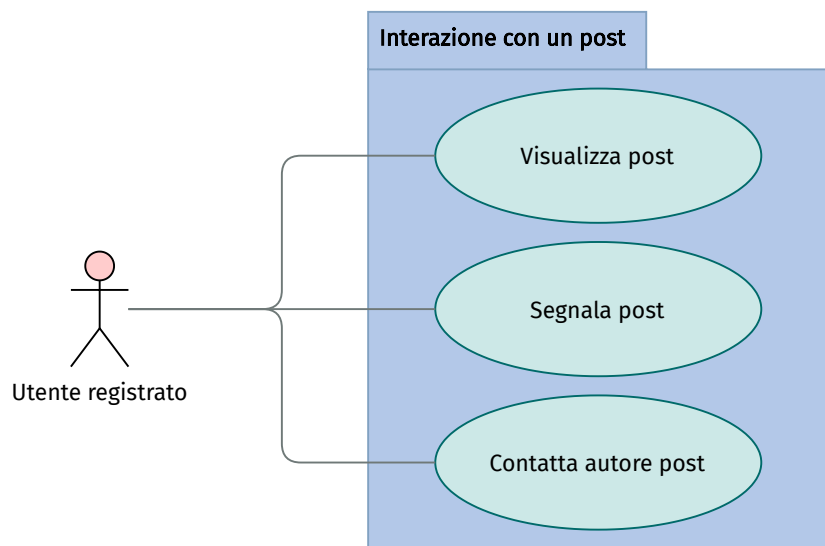 Interazione con un post
Visualizza post
Segnala post
Utente registrato
Contatta autore post